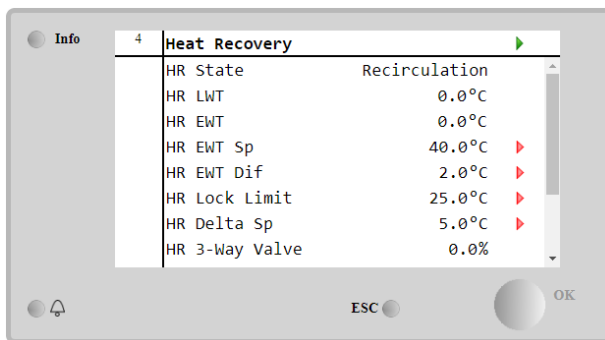 Info
4 Heat Recovery
HR State Recirculation
HR LWT 0.0°C
HR EWT 0.0°C
HR EWT Sp 40.0°C
HR EWT Dif 2.0°C
HR Lock Limit 25.0°C
HR Delta Sp 5.0°C
HR 3-Way Valve 0.0%
ESC
OK